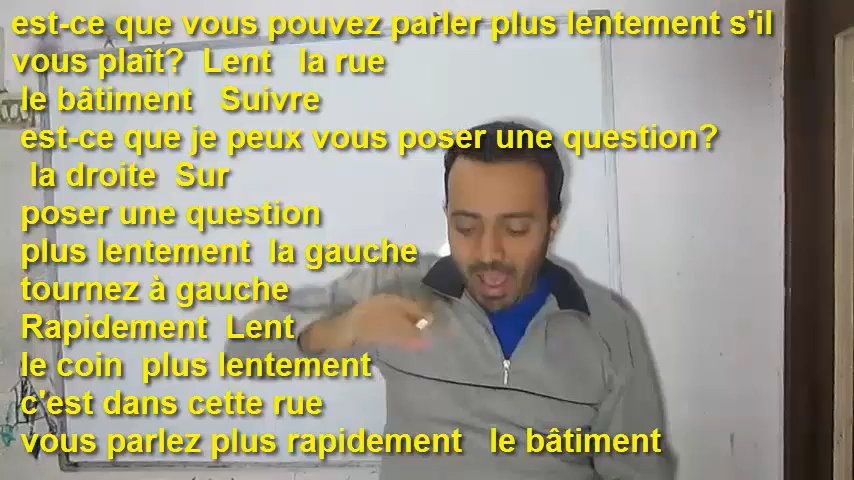 est-ce que vous pouvez parler plus lentement s'il
vous plaît? Lent la rue
le bâtiment Suivre
est-ce que je peux vous poser une question?
la droite Sur
poser une question
plus lentement la gauche
tournez à gauche
Rapidement Lent
le coin plus lentement
c'est dans cette rue
vous parlez plus rapidement le bâtiment